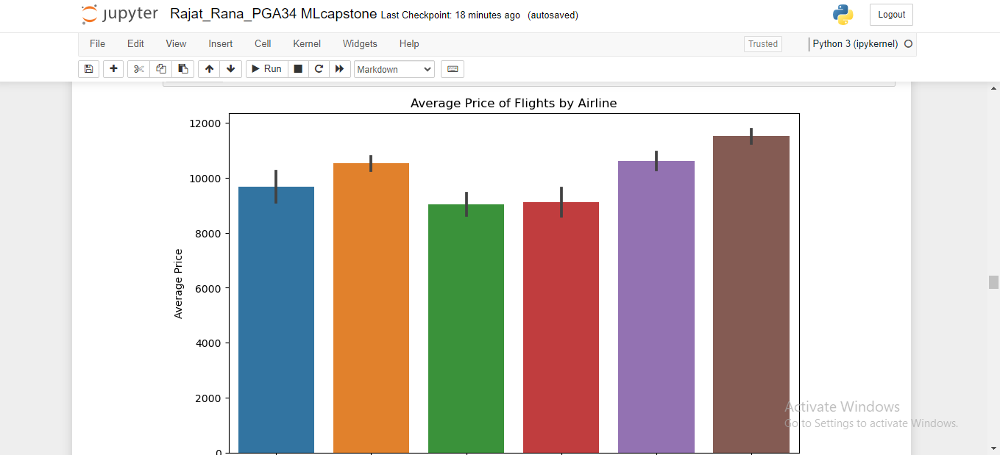 jupyter Rajat_Rana_PGA34 MLcapstone Last Checkpoint: 18 minutes ago (autosaved)
Logout
File Edit View Insert Cell Kernel Widgets Help
Trusted Python 3 (ipykernel)
Run Markdown
Average Price of Flights by Airline
12000
10000
8000
6000
4000
2000
0
Average Price
Activate Windows
Go to Settings to activate Windows.